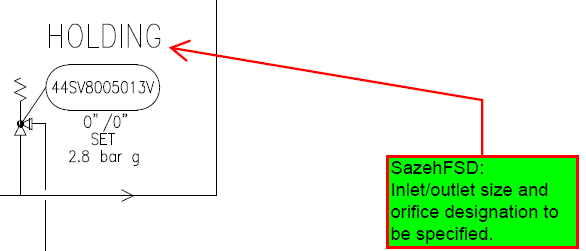 HOLDING
44SV8005013V
0" /0"
SET
2.8 bar g
SazehFSD:
Inlet/outlet size and
orifice designation to
be specified.